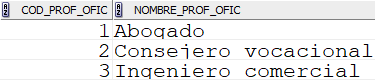 COD_PROF_OFIC NOMBRE_PROF_OFIC
1 Abogado
2 Consejero vocacional
3 Ingeniero comercial